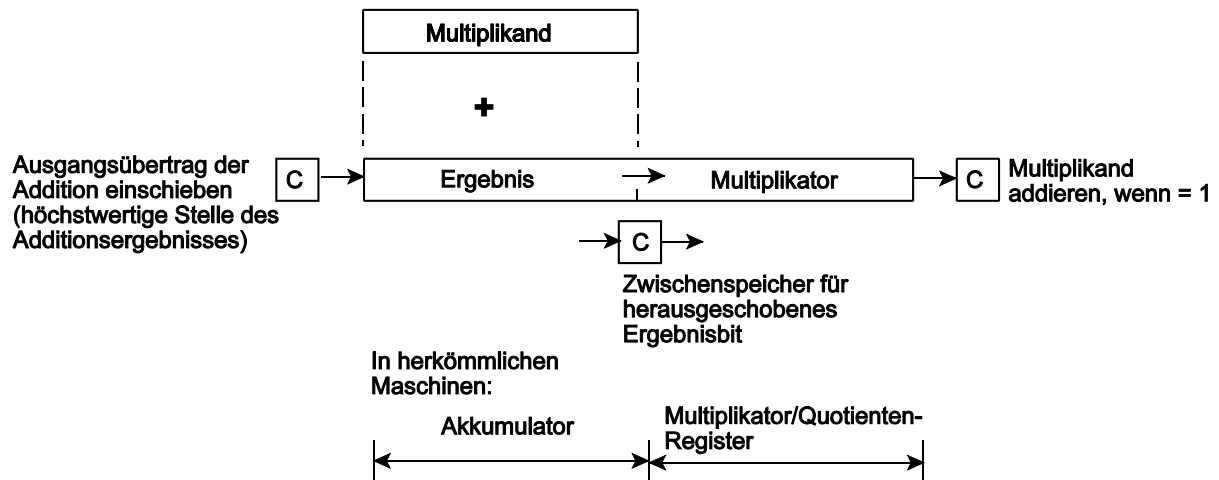 Multiplikand
+
Ausgangsübertrag der
Addition einschieben
(höchstwertige Stelle des
Additionsergebnisses)
C
Ergebnis
Multiplikator
C
Multiplikand
addieren, wenn = 1
C
Zwischenspeicher für
herausgeschobenes
Ergebnisbit
In herkömmlichen
Maschinen:
Akkumulator
Multiplikator/Quotienten-
Register